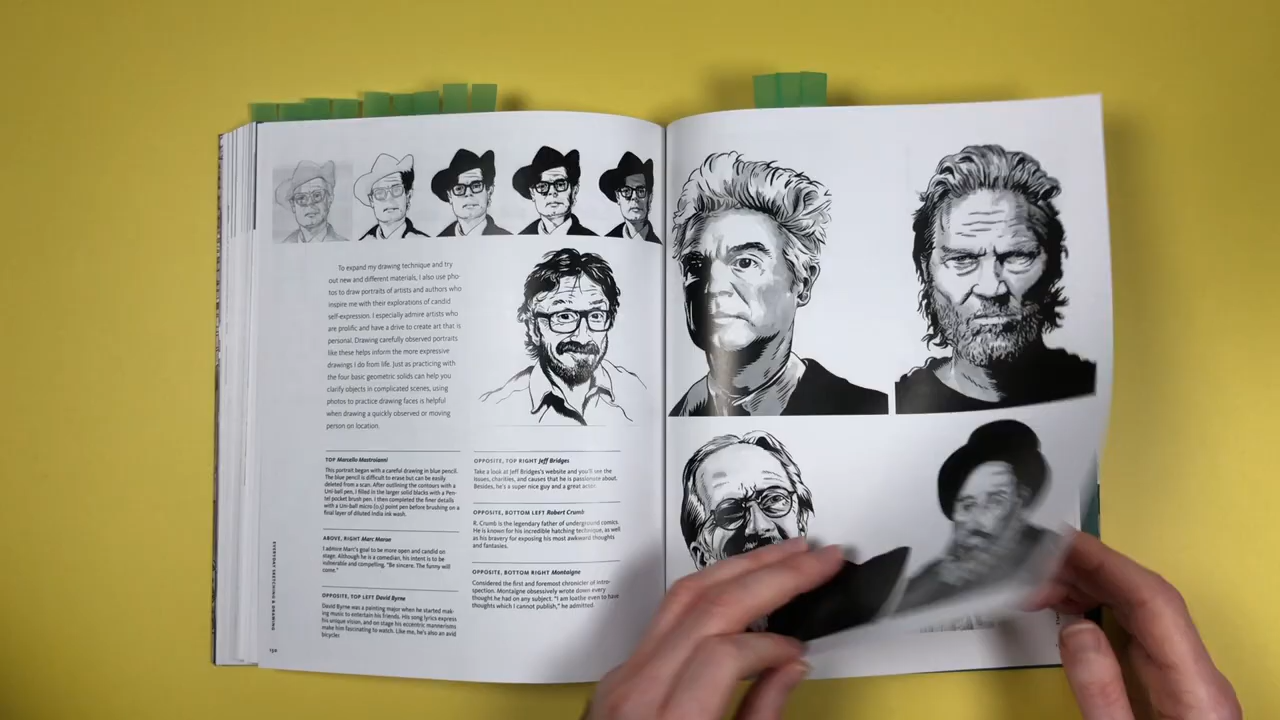 To expand my drawing technique and try
out new and different materials, I also use pho-
tos to draw portraits of artists and authors who
inspire me with their explorations of candid
self-expression. I especially admire artists who
are prolific and have a drive to create art that is
personal. Drawing carefully observed portraits
like these helps inform the more expressive
drawings I do from life. Just as practicing with
the four basic geometric solids can help you
clarify objects in complicated scenes, using
photos to practice drawing faces is helpful
when drawing a quickly observed or moving
person on location.
TOP Marcello Mastroianni
This portrait began with a careful drawing in blue pencil.
The blue pencil is difficult to erase but can be easily
deleted from a scan. After outlining the contours with a
Uni-ball pen, I filled in the larger solid blacks with a Pen-
tel pocket brush pen. I then completed the finer details
with a Uni-ball micro (0.5) point pen before brushing on a
final layer of diluted India ink wash.
ABOVE, RIGHT Marc Maron
I admire Marc's goal to be more open and candid on
stage. Although he is a comedian, his intent is to be
vulnerable and compelling. "Be sincere. The funny will
come."
OPPOSITE, TOP LEFT David Byrne
David Byrne was a painting major when he started mak-
ing music to entertain his friends. His song lyrics express
his unique vision, and on stage his eccentric mannerisms
make him fascinating to watch. Like me, he's also an avid
bicycler.
OPPOSITE, TOP RIGHT Jeff Bridges
Take a look at Jeff Bridges's website and you'll see the
issues, charities, and causes that he is passionate about.
Besides, he's a super nice guy and a great actor.
OPPOSITE, BOTTOM LEFT Robert Crumb
R. Crumb is the legendary father of underground comics.
He is known for his incredible hatching technique, as well
as his bravery for exposing his most awkward thoughts
and fantasies.
OPPOSITE, BOTTOM RIGHT Montaigne
Considered the first and foremost chronicler of intro-
spection. Montaigne obsessively wrote down every
thought he had on any subject. "I am loathe even to have
thoughts which I cannot publish," he admitted.
EVERYDAY SKETCHING & DRAWING
130